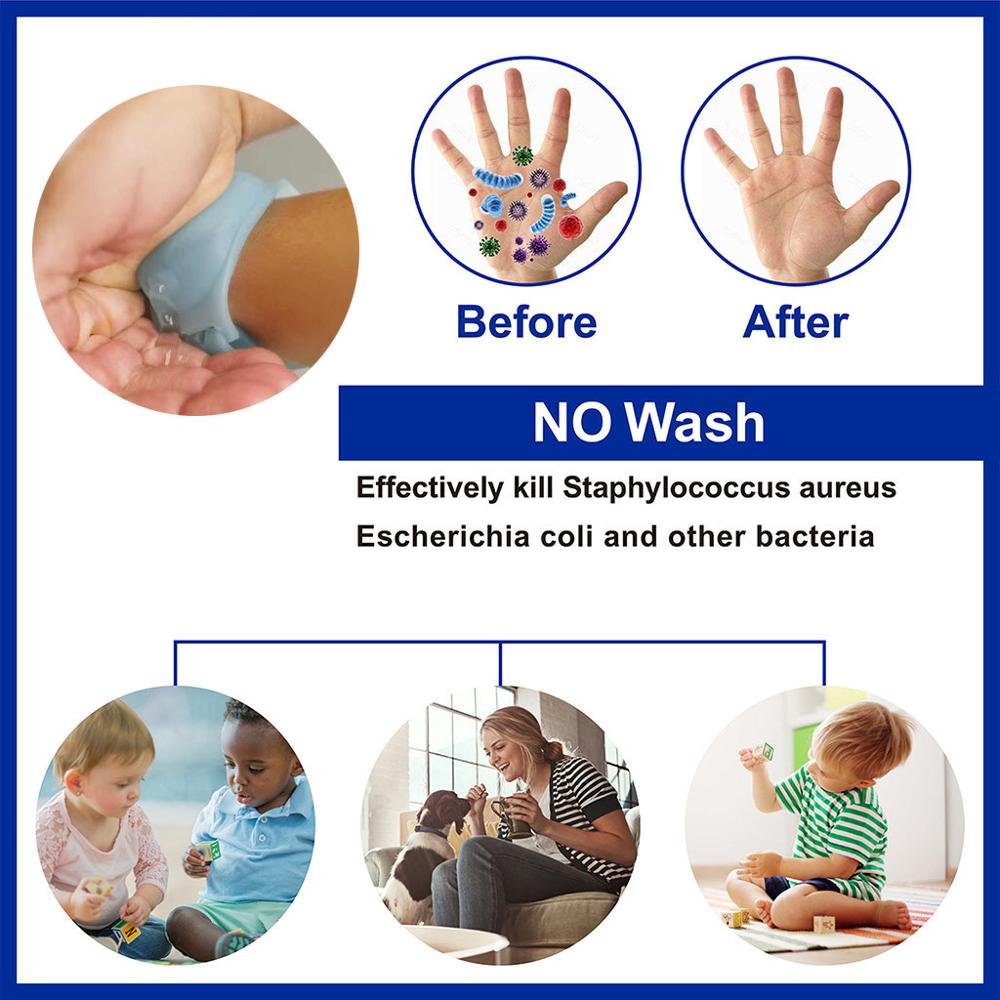 Before
After
NO Wash
Effectively kill Staphylococcus aureus
Escherichia coli and other bacteria